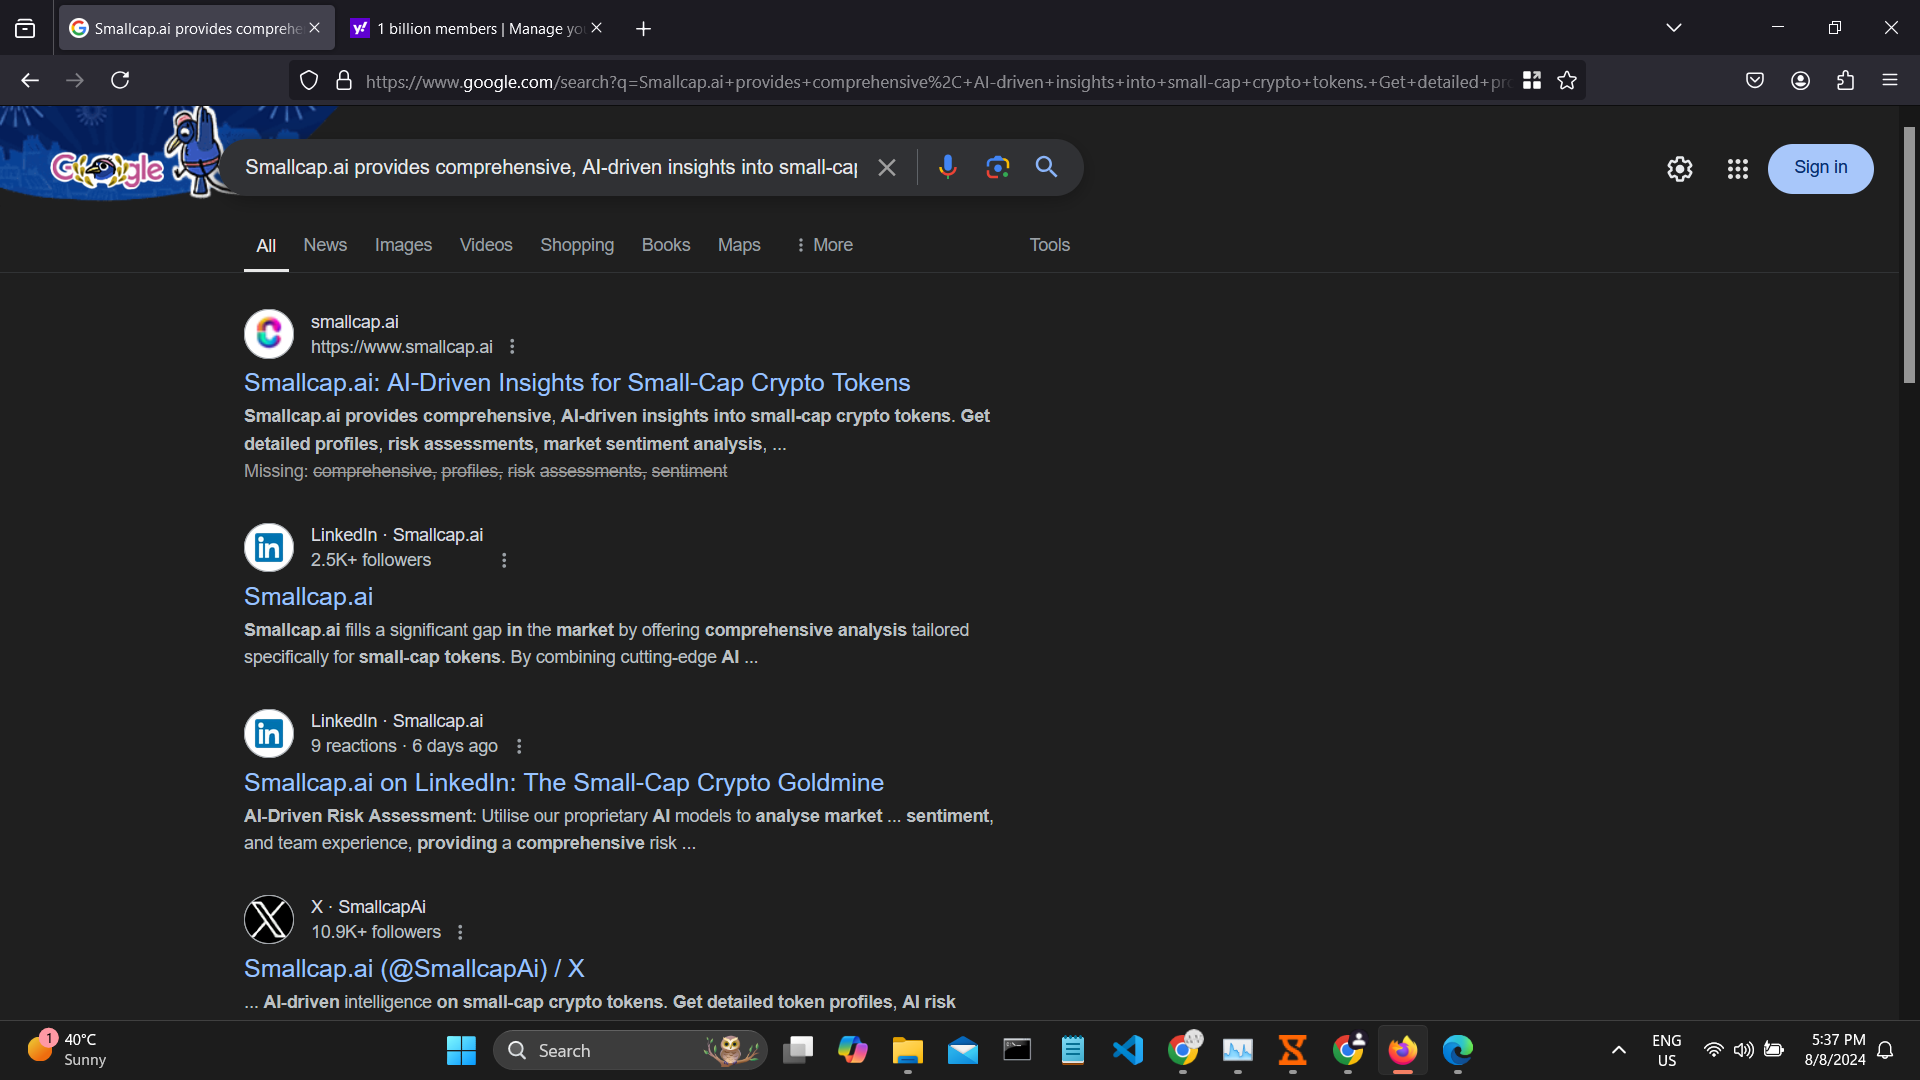 Smallcap.ai provides comprehe
1 billion members | Manage yo
https://www.google.com/search?q=Smallcap.ai+provides+comprehensive%2C+AI-driven+insights+into+small-cap+crypto+tokens.+Get+detailed+pr
Google
Smallcap.ai provides comprehensive, AI-driven insights into small-cap
Sign in
All
News
Images
Videos
Shopping
Books
Maps
More
Tools
smallcap.ai
https://www.smallcap.ai
Smallcap.ai: AI-Driven Insights for Small-Cap Crypto Tokens
Smallcap.ai provides comprehensive, AI-driven insights into small-cap crypto tokens. Get
detailed profiles, risk assessments, market sentiment analysis, ...
Missing: comprehensive, profiles, risk assessments, sentiment
LinkedIn · Smallcap.ai
2.5K+ followers
Smallcap.ai
Smallcap.ai fills a significant gap in the market by offering comprehensive analysis tailored
specifically for small-cap tokens. By combining cutting-edge AI ...
LinkedIn · Smallcap.ai
9 reactions · 6 days ago
Smallcap.ai on LinkedIn: The Small-Cap Crypto Goldmine
AI-Driven Risk Assessment: Utilise our proprietary AI models to analyse market ... sentiment,
and team experience, providing a comprehensive risk ...
X · SmallcapAi
10.9K+ followers
Smallcap.ai (@SmallcapAi) / X
... AI-driven intelligence on small-cap crypto tokens. Get detailed token profiles, AI risk
1
40°C
Sunny
Search
ENG
US
5:37 PM
8/8/2024